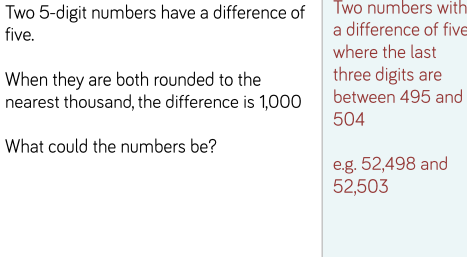 Two 5-digit numbers have a difference of
five.
When they are both rounded to the
nearest thousand, the difference is 1,000
What could the numbers be?
Two numbers with
a difference of five
where the last
three digits are
between 495 and
504
e.g. 52,498 and
52,503